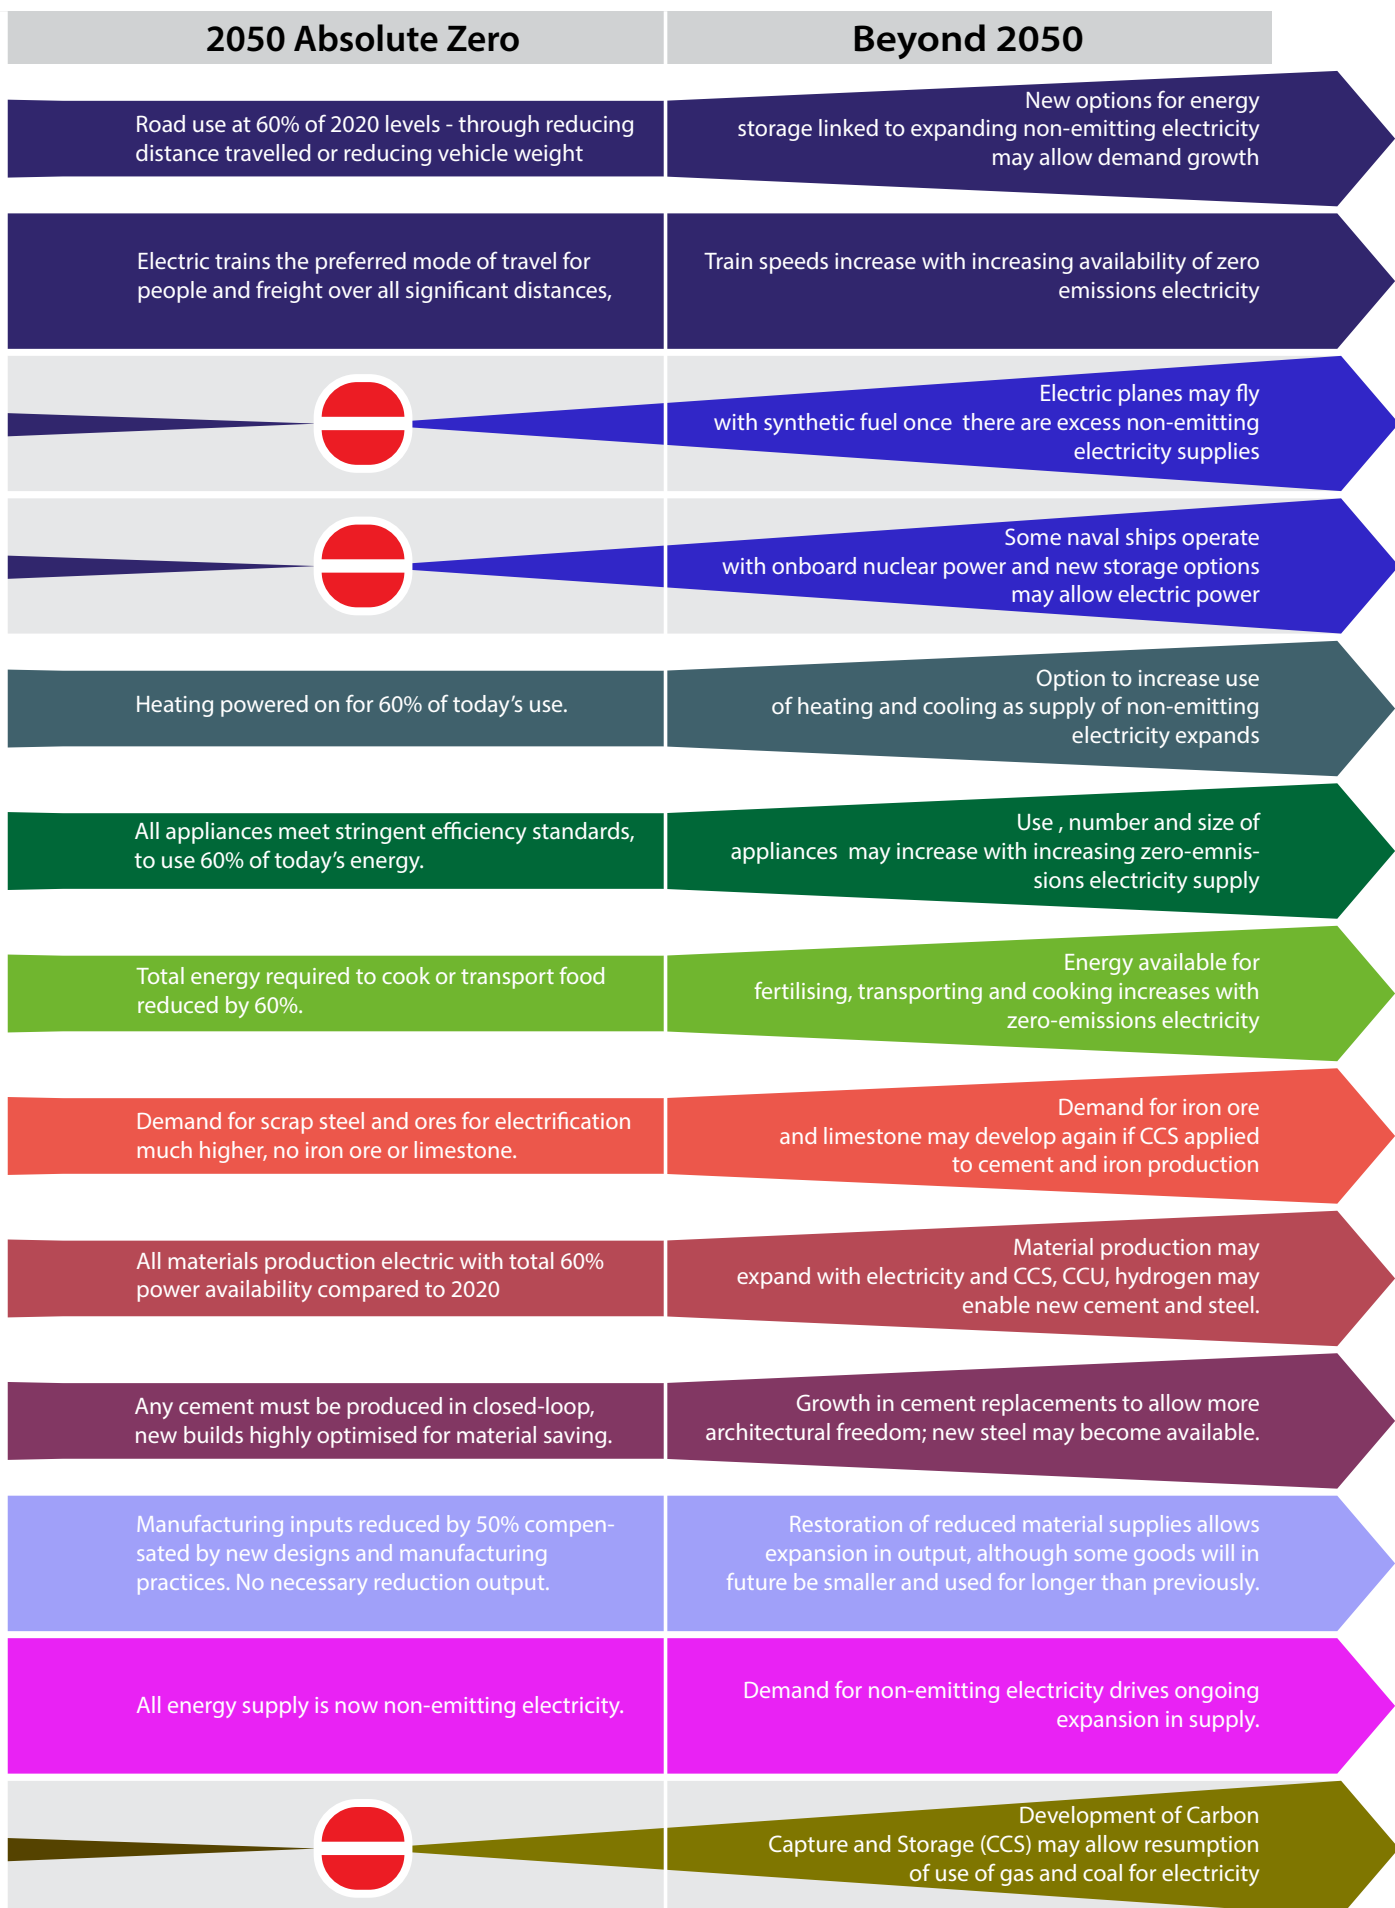 2050 Absolute Zero
Beyond 2050
Road use at 60% of 2020 levels - through reducing
distance travelled or reducing vehicle weight
New options for energy
storage linked to expanding non-emitting electricity
may allow demand growth
Electric trains the preferred mode of travel for
people and freight over all significant distances,
Train speeds increase with increasing availability of zero
emissions electricity
Electric planes may fly
with synthetic fuel once there are excess non-emitting
electricity supplies
Some naval ships operate
with onboard nuclear power and new storage options
may allow electric power
Heating powered on for 60% of today's use.
Option to increase use
of heating and cooling as supply of non-emitting
electricity expands
All appliances meet stringent efficiency standards,
to use 60% of today's energy.
Use , number and size of
appliances may increase with increasing zero-emnis-
sions electricity supply
Total energy required to cook or transport food
reduced by 60%.
Energy available for
fertilising, transporting and cooking increases with
zero-emissions electricity
Demand for scrap steel and ores for electrification
much higher, no iron ore or limestone.
Demand for iron ore
and limestone may develop again if CCS applied
to cement and iron production
All materials production electric with total 60%
power availability compared to 2020
Material production may
expand with electricity and CCS, CCU, hydrogen may
enable new cement and steel.
Any cement must be produced in closed-loop,
new builds highly optimised for material saving.
Growth in cement replacements to allow more
architectural freedom; new steel may become available.
Manufacturing inputs reduced by 50% compen-
sated by new designs and manufacturing
practices. No necessary reduction output.
Restoration of reduced material supplies allows
expansion in output, although some goods will in
future be smaller and used for longer than previously.
All energy supply is now non-emitting electricity.
Demand for non-emitting electricity drives ongoing
expansion in supply.
Development of Carbon
Capture and Storage (CCS) may allow resumption
of use of gas and coal for electricity